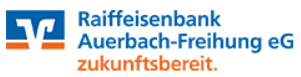 Raiffeisenbank
Auerbach-Freihung eG
zukunftsbereit.